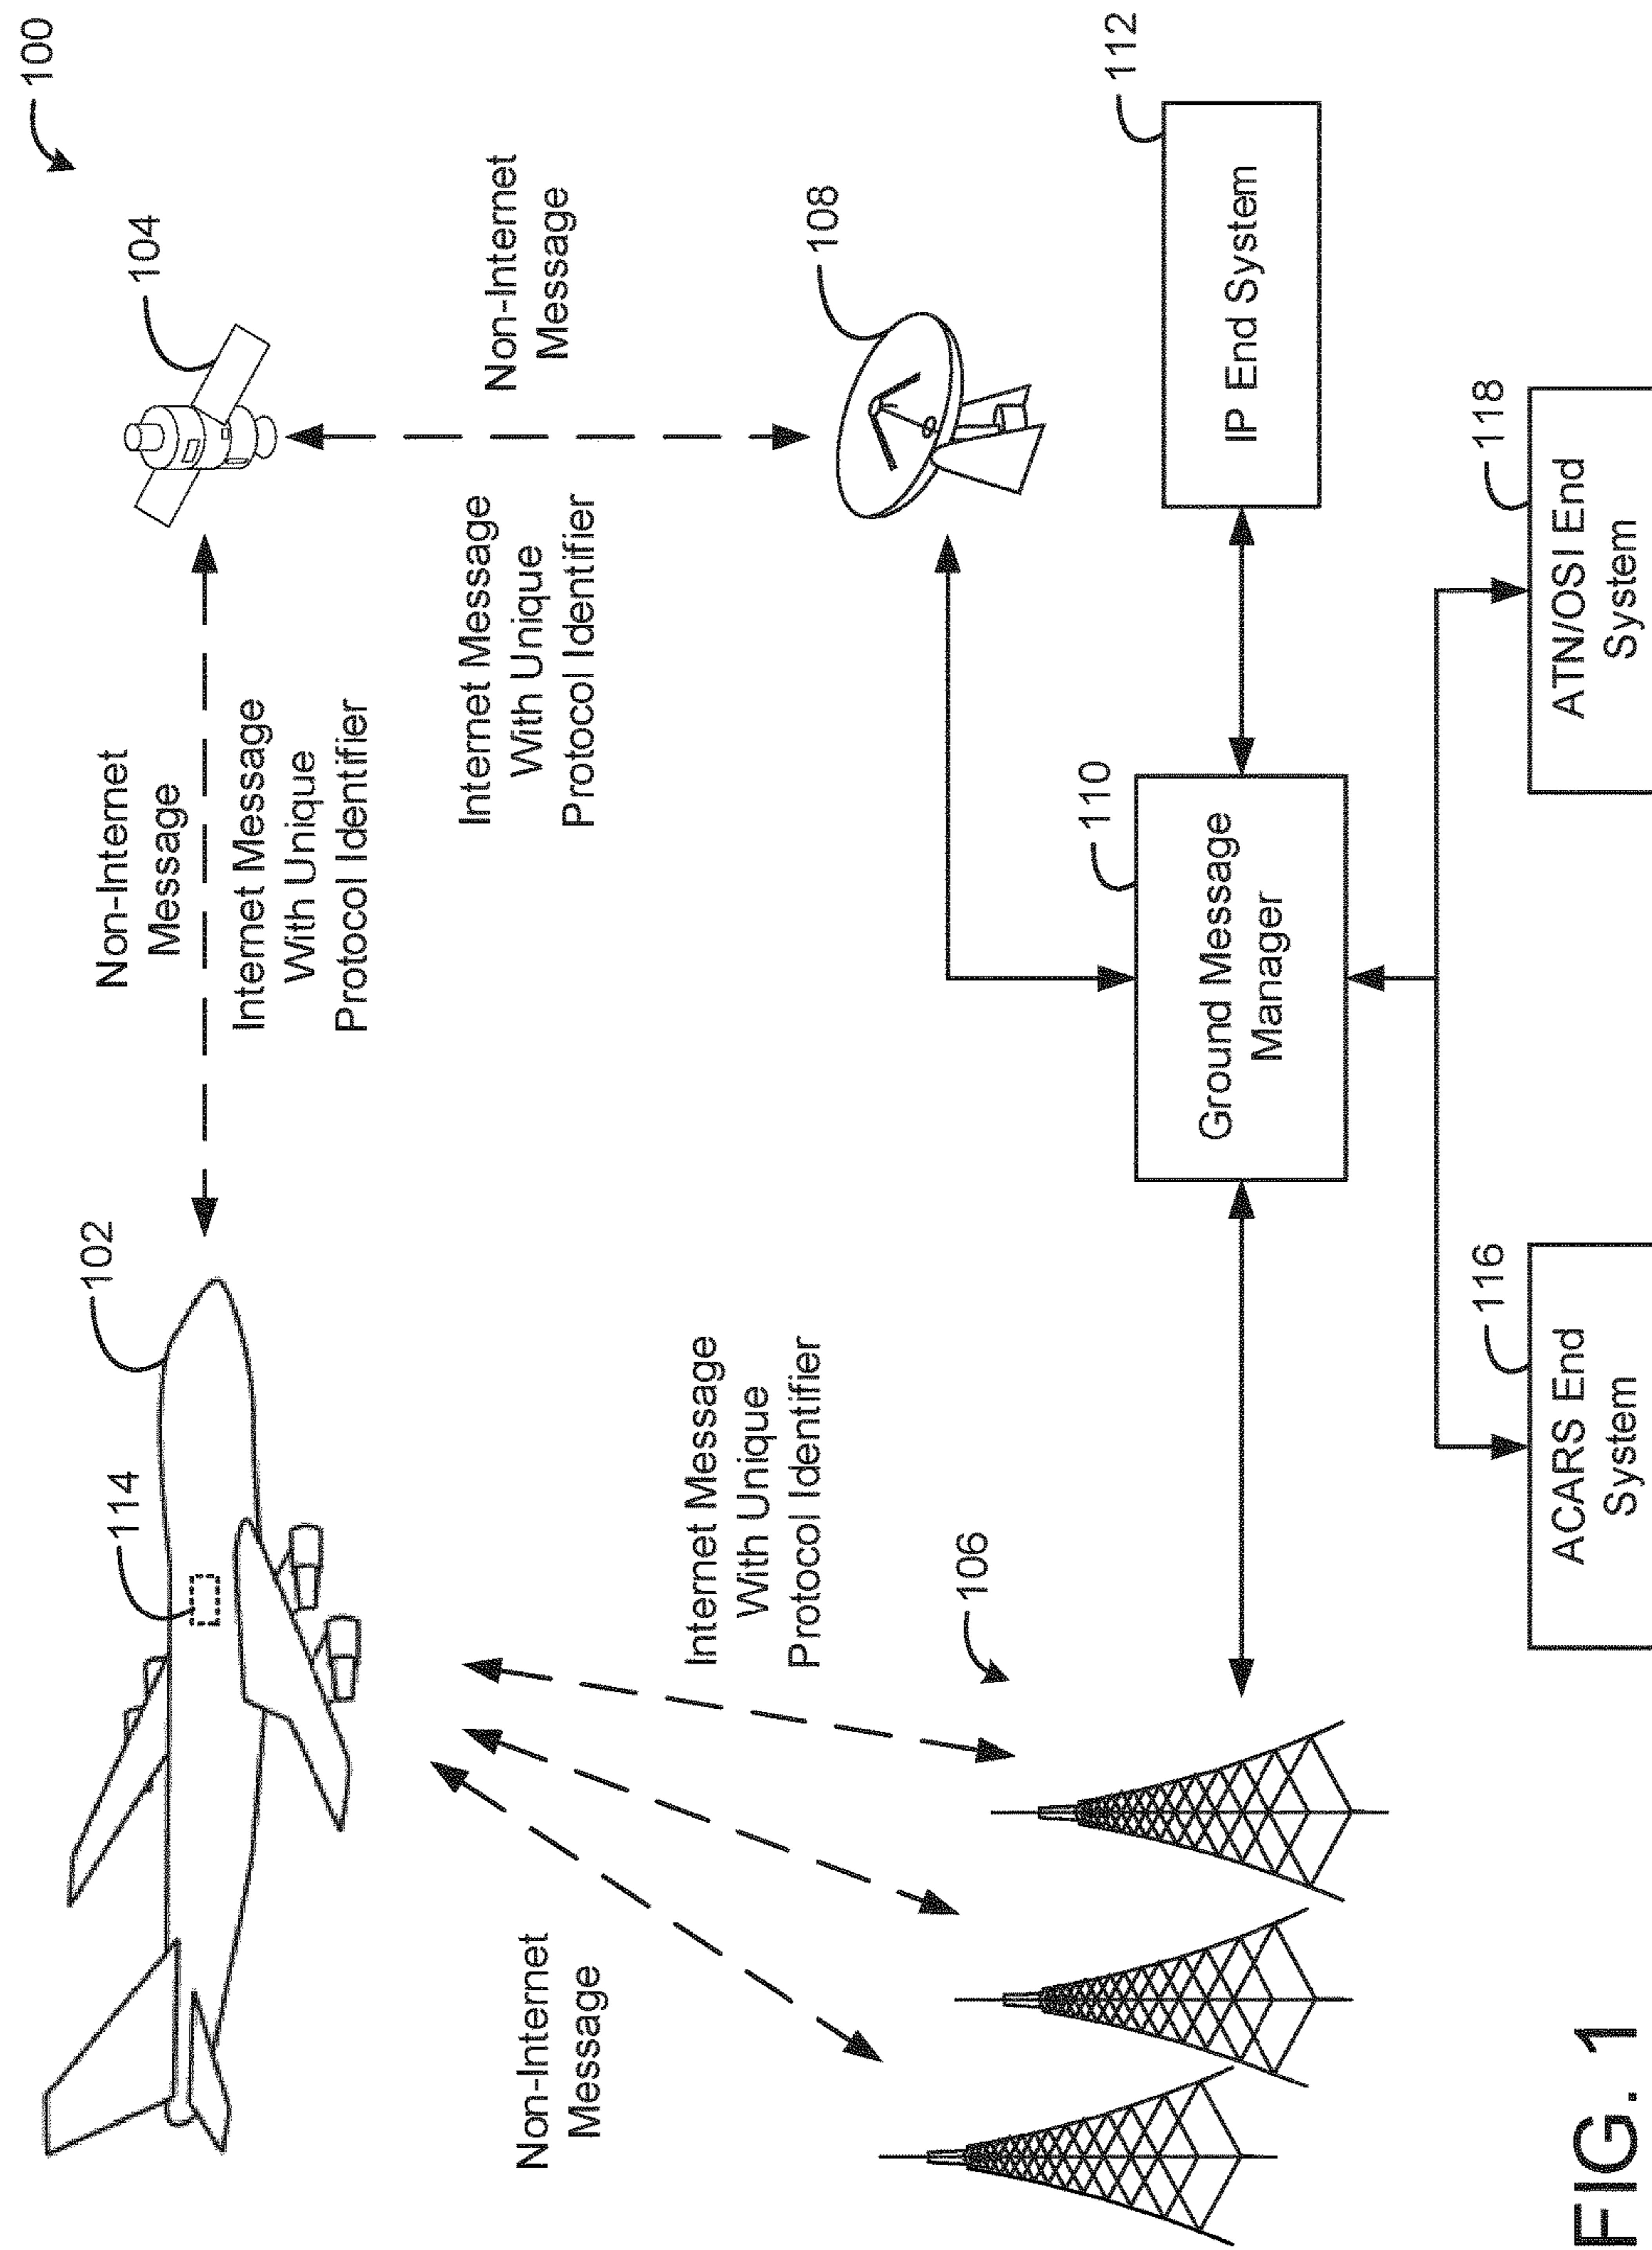 100
104
102
114
Non-Internet
Message
Internet Message
With Unique
Protocol Identifier
Non-Internet
Message
Internet Message
With Unique
Protocol Identifier
108
Non-Internet
Message
Internet Message
With Unique
Protocol Identifier
106
110
Ground Message
Manager
112
IP End System
116
ACARS End
System
118
ATN/OSI End
System
FIG. 1